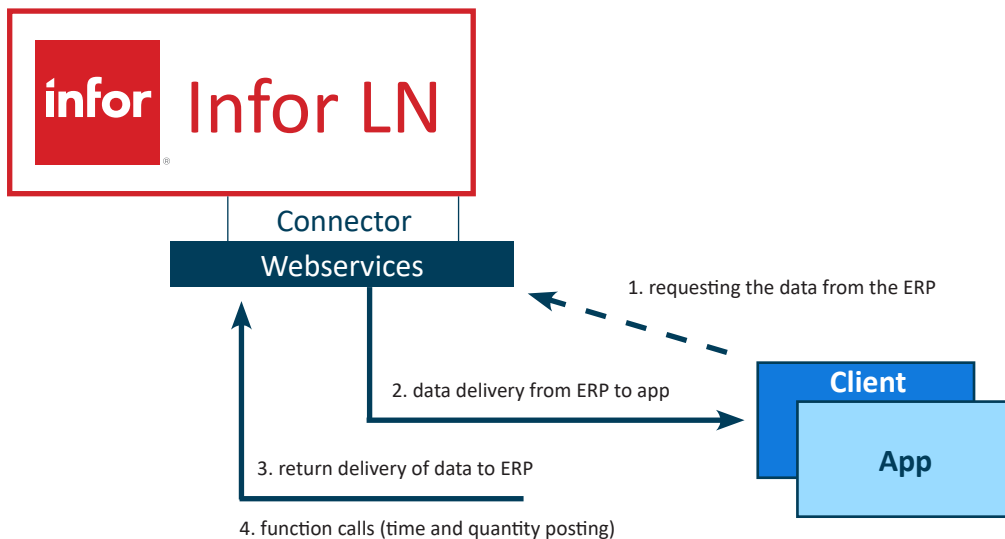 infor
®
Infor LN
Connector
Webservices
1. requesting the data from the ERP
Client
2. data delivery from ERP to app
App
3. return delivery of data to ERP
4. function calls (time and quantity posting)